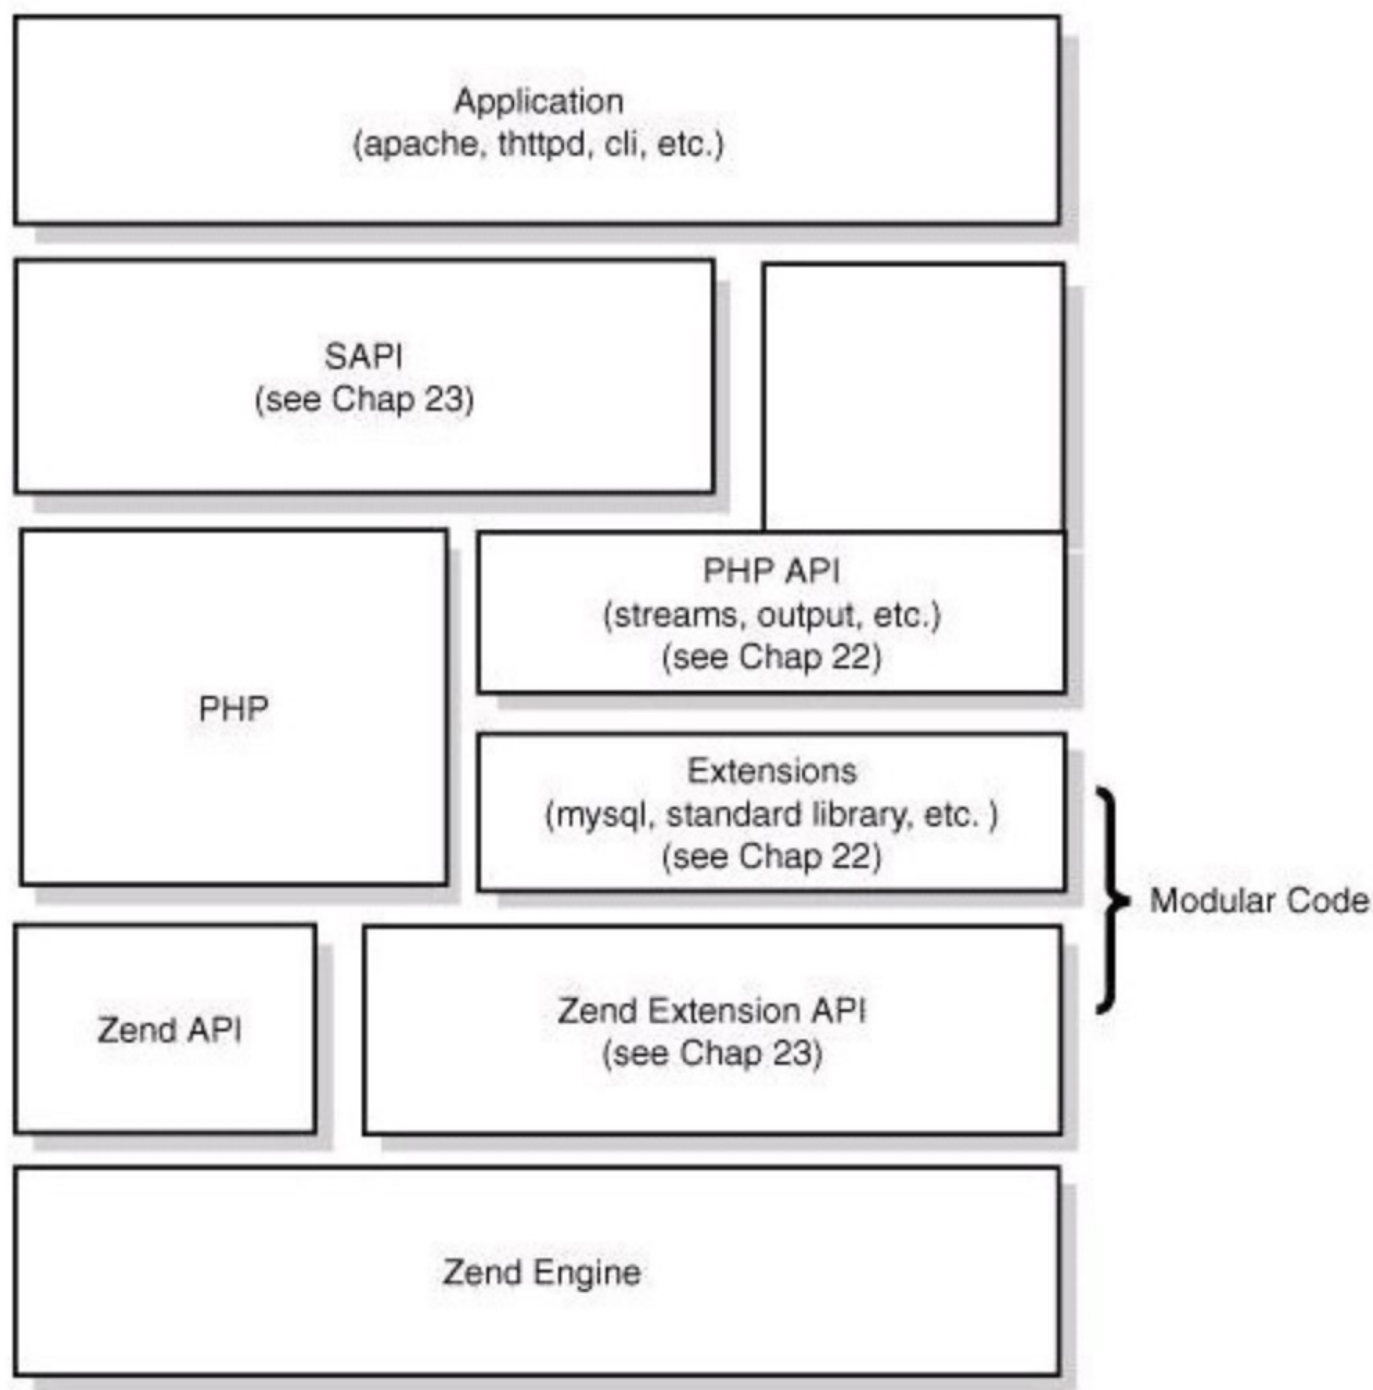 Application
(apache, thttpd, cli, etc.)
SAPI
(see Chap 23)
PHP API
(streams, output, etc.)
(see Chap 22)
PHP
Extensions
(mysql, standard library, etc. )
(see Chap 22)
Modular Code
Zend API
Zend Extension API
(see Chap 23)
Zend Engine